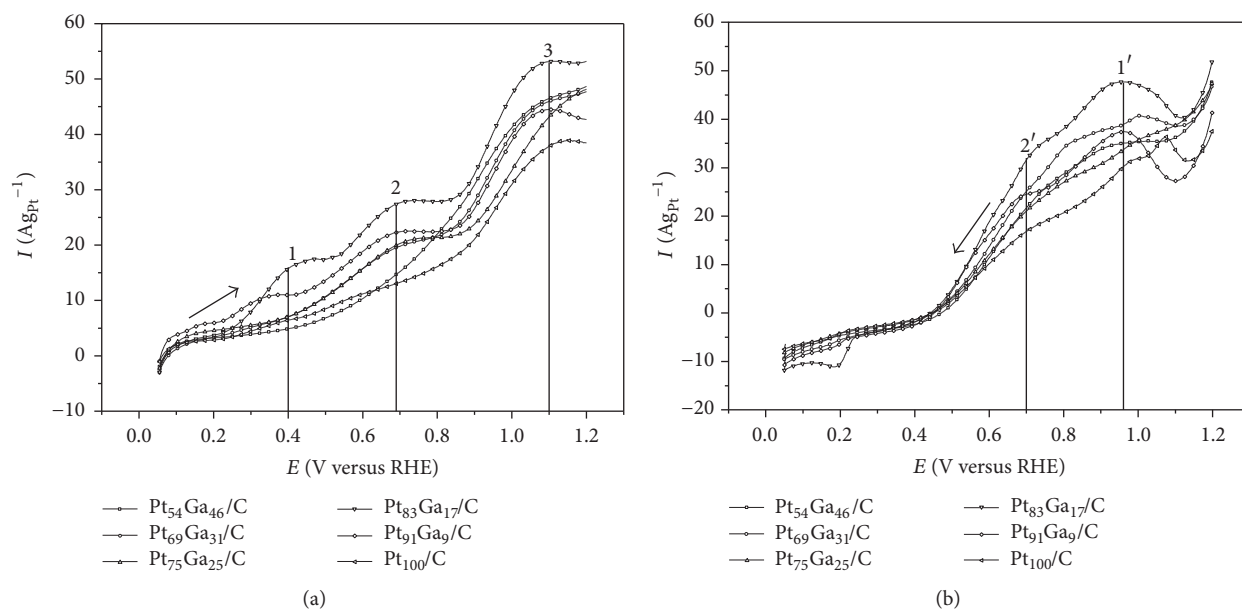 60
50
40
30
20
10
0
−10
I (Ag_Pt^−1)
1
2
3
0.0 0.2 0.4 0.6 0.8 1.0 1.2
E (V versus RHE)
Pt54Ga46/C Pt83Ga17/C
Pt69Ga31/C Pt91Ga9/C
Pt75Ga25/C Pt100/C
(a)
60
50
40
30
20
10
0
−10
−20
I (Ag_Pt^−1)
1′
2′
0.0 0.2 0.4 0.6 0.8 1.0 1.2
E (V versus RHE)
Pt54Ga46/C Pt83Ga17/C
Pt69Ga31/C Pt91Ga9/C
Pt75Ga25/C Pt100/C
(b)